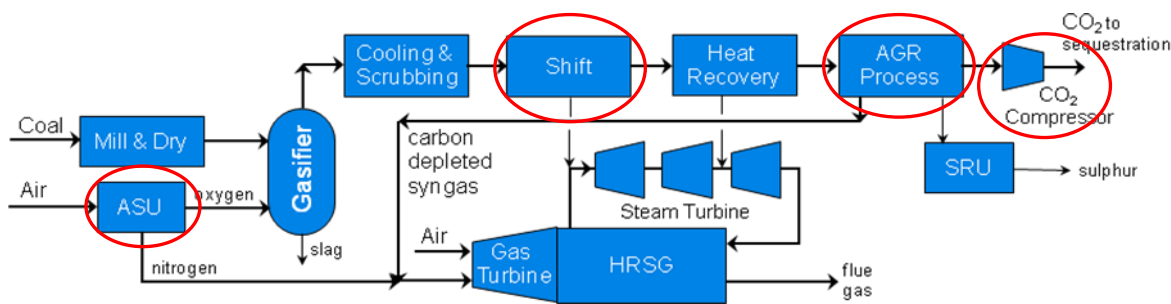 CO2 to
sequestration
Cooling &
Scrubbing
Shift
Heat
Recovery
AGR
Process
CO2
Compressor
Coal
Mill & Dry
Gasifier
carbon
depleted
syngas
SRU
sulphur
Air
ASU
oxygen
Steam Turbine
slag
Air
Gas
Turbine
HRSG
nitrogen
flue
gas